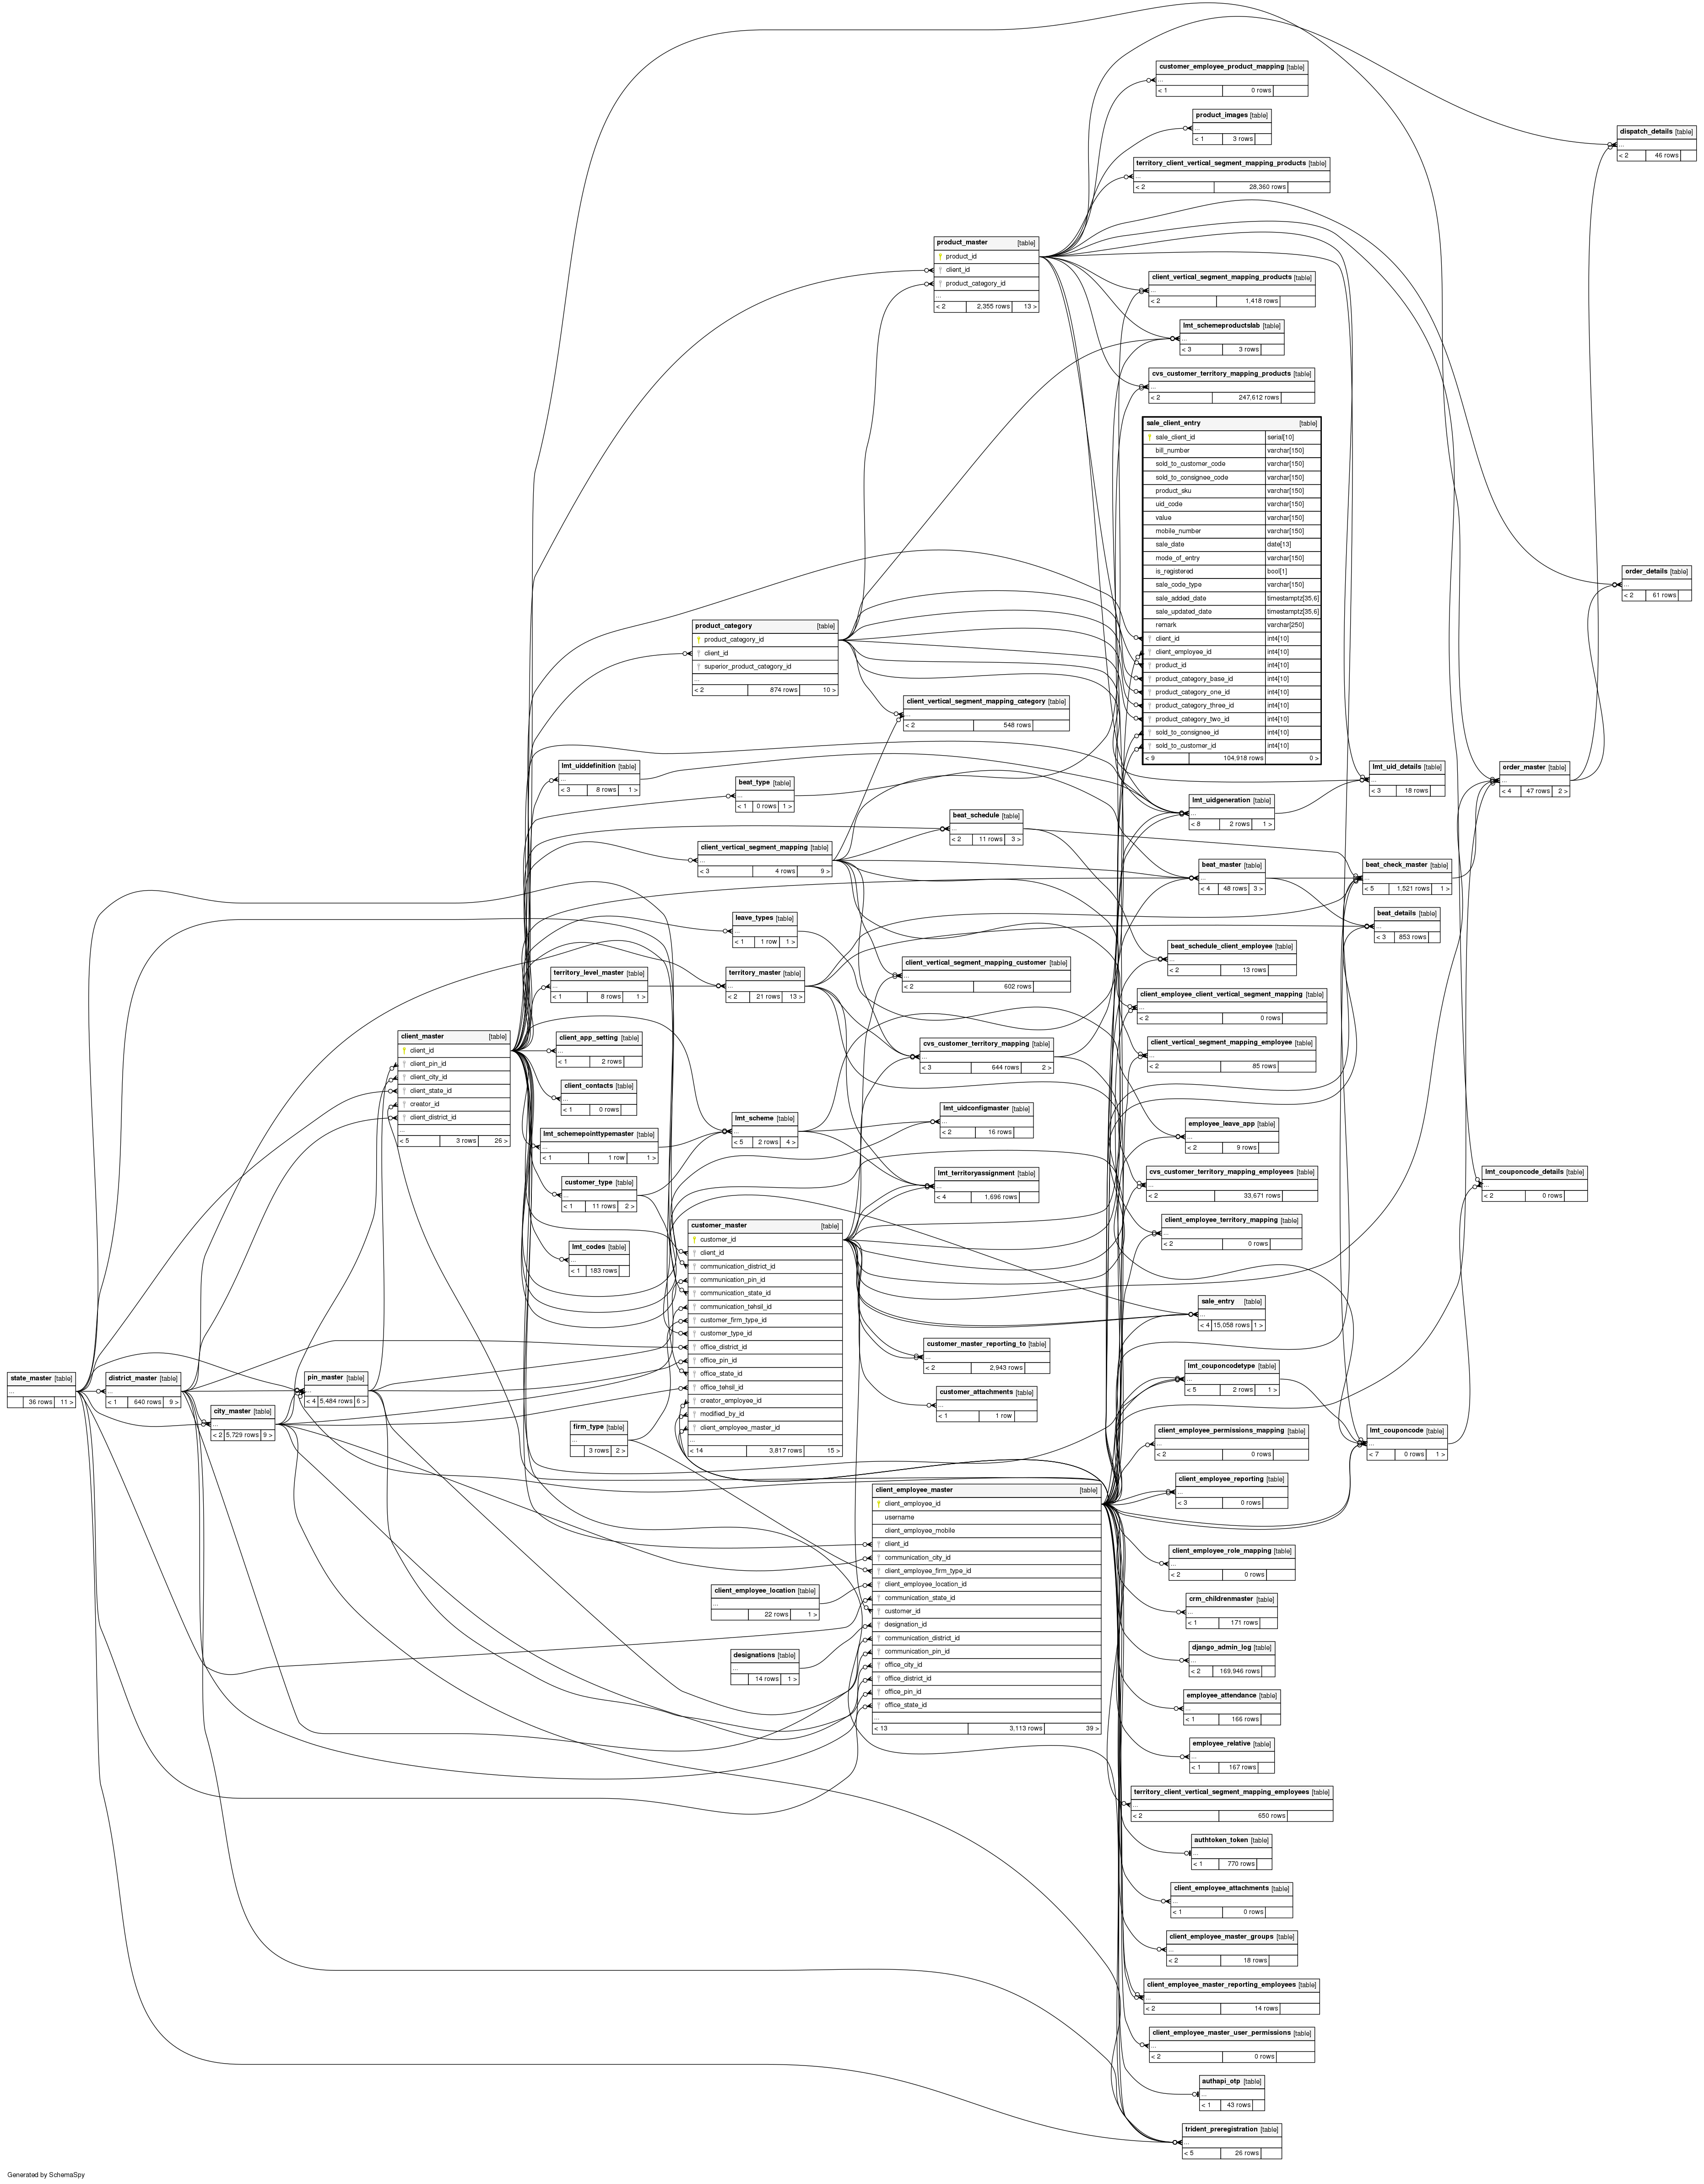 customer_employee_product_mapping [table]
...
< 1 0 rows
product_images [table]
...
< 1 3 rows
dispatch_details [table]
...
< 2 46 rows
territory_client_vertical_segment_mapping_products [table]
...
< 2 28,360 rows
product_master [table]
product_id
client_id
product_category_id
...
< 2 2,355 rows 13 >
client_vertical_segment_mapping_products [table]
...
< 2 1,418 rows
lmt_schemeproductslab [table]
...
< 3 3 rows
cvs_customer_territory_mapping_products [table]
...
< 2 247,612 rows
sale_client_entry [table]
sale_client_id serial[10]
bill_number varchar[150]
sold_to_customer_code varchar[150]
sold_to_consignee_code varchar[150]
product_sku varchar[150]
uid_code varchar[150]
value varchar[150]
mobile_number varchar[150]
sale_date date[13]
mode_of_entry varchar[150]
is_registered bool[1]
sale_code_type varchar[150]
sale_added_date timestamptz[35,6]
sale_updated_date timestamptz[35,6]
remark varchar[250]
client_id int4[10]
client_employee_id int4[10]
product_id int4[10]
product_category_base_id int4[10]
product_category_one_id int4[10]
product_category_three_id int4[10]
product_category_two_id int4[10]
sold_to_consignee_id int4[10]
sold_to_customer_id int4[10]
< 9 104,918 rows 0 >
order_details [table]
...
< 2 61 rows
product_category [table]
product_category_id
client_id
superior_product_category_id
...
< 2 874 rows 10 >
client_vertical_segment_mapping_category [table]
...
< 2 548 rows
lmt_uiddefinition [table]
...
< 3 8 rows 1 >
beat_type [table]
...
< 1 0 rows 1 >
lmt_uid_details [table]
...
< 3 18 rows
order_master [table]
...
< 4 47 rows 2 >
lmt_uidgeneration [table]
...
< 8 2 rows 1 >
beat_schedule [table]
...
< 2 11 rows 3 >
client_vertical_segment_mapping [table]
...
< 3 4 rows 9 >
beat_master [table]
...
< 4 48 rows 3 >
beat_check_master [table]
...
< 5 1,521 rows 1 >
leave_types [table]
...
< 1 1 row 1 >
beat_details [table]
...
< 3 853 rows
beat_schedule_client_employee [table]
...
< 2 13 rows
territory_level_master [table]
...
< 1 8 rows 1 >
territory_master [table]
...
< 2 21 rows 13 >
client_vertical_segment_mapping_customer [table]
...
< 2 602 rows
client_employee_client_vertical_segment_mapping [table]
...
< 2 0 rows
client_master [table]
client_id
client_pin_id
client_city_id
client_state_id
creator_id
client_district_id
...
< 5 3 rows 26 >
client_app_setting [table]
...
< 1 2 rows
cvs_customer_territory_mapping [table]
...
< 3 644 rows 2 >
client_vertical_segment_mapping_employee [table]
...
< 2 85 rows
client_contacts [table]
...
< 1 0 rows
lmt_schemepointtypemaster [table]
...
< 1 1 row 1 >
lmt_scheme [table]
...
< 5 2 rows 4 >
lmt_uidconfigmaster [table]
...
< 2 16 rows
employee_leave_app [table]
...
< 2 9 rows
customer_type [table]
...
< 1 11 rows 2 >
lmt_territoryassignment [table]
...
< 4 1,696 rows
cvs_customer_territory_mapping_employees [table]
...
< 2 33,671 rows
lmt_couponcode_details [table]
...
< 2 0 rows
lmt_codes [table]
...
< 1 183 rows
customer_master [table]
customer_id
client_id
communication_district_id
communication_pin_id
communication_state_id
communication_tehsil_id
customer_firm_type_id
customer_type_id
office_district_id
office_pin_id
office_state_id
office_tehsil_id
creator_employee_id
modified_by_id
client_employee_master_id
...
< 14 3,817 rows 15 >
client_employee_territory_mapping [table]
...
< 2 0 rows
sale_entry [table]
...
< 4 15,058 rows 1 >
customer_master_reporting_to [table]
...
< 2 2,943 rows
customer_attachments [table]
...
< 1 1 row
lmt_couponcodetype [table]
...
< 5 2 rows 1 >
state_master [table]
...
36 rows 11 >
district_master [table]
...
< 1 640 rows 9 >
pin_master [table]
...
< 4 5,484 rows 6 >
city_master [table]
...
< 2 5,729 rows 9 >
firm_type [table]
...
3 rows 2 >
client_employee_permissions_mapping [table]
...
< 2 0 rows
lmt_couponcode [table]
...
< 7 0 rows 1 >
client_employee_reporting [table]
...
< 3 0 rows
client_employee_master [table]
client_employee_id
username
client_employee_mobile
client_id
communication_city_id
client_employee_firm_type_id
client_employee_location_id
communication_state_id
customer_id
designation_id
communication_district_id
communication_pin_id
office_city_id
office_district_id
office_pin_id
office_state_id
...
< 13 3,113 rows 39 >
client_employee_location [table]
...
22 rows 1 >
designations [table]
...
14 rows 1 >
client_employee_role_mapping [table]
...
< 2 0 rows
crm_childrenmaster [table]
...
< 1 171 rows
django_admin_log [table]
...
< 2 169,946 rows
employee_attendance [table]
...
< 1 166 rows
employee_relative [table]
...
< 1 167 rows
territory_client_vertical_segment_mapping_employees [table]
...
< 2 650 rows
authtoken_token [table]
...
< 1 770 rows
client_employee_attachments [table]
...
< 1 0 rows
client_employee_master_groups [table]
...
< 2 18 rows
client_employee_master_reporting_employees [table]
...
< 2 14 rows
client_employee_master_user_permissions [table]
...
< 2 0 rows
authapi_otp [table]
...
< 1 43 rows
trident_preregistration [table]
...
< 5 26 rows
Generated by SchemaSpy